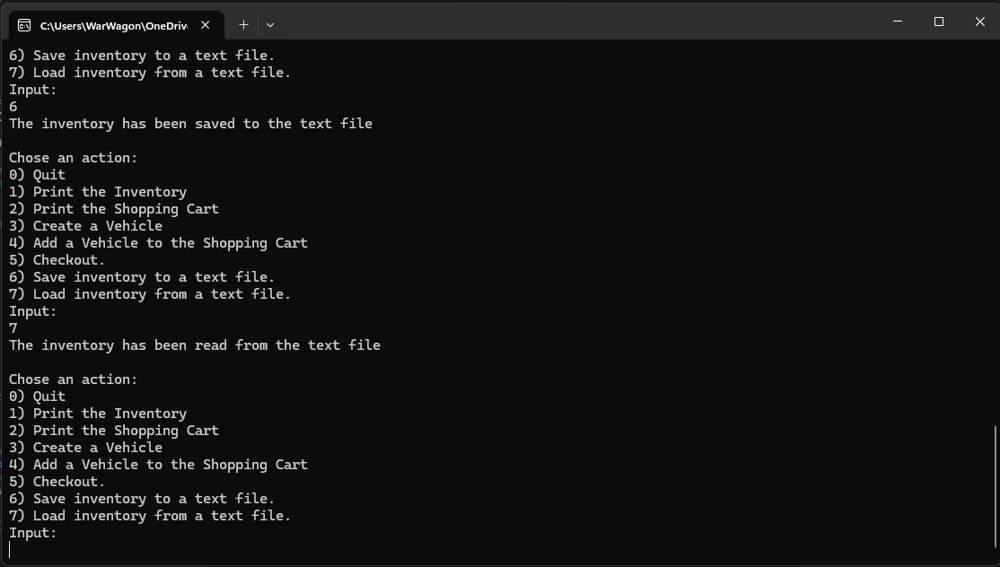 C:\Users\WarWagon\OneDriv
6) Save inventory to a text file.
7) Load inventory from a text file.
Input:
6
The inventory has been saved to the text file
Chose an action:
0) Quit
1) Print the Inventory
2) Print the Shopping Cart
3) Create a Vehicle
4) Add a Vehicle to the Shopping Cart
5) Checkout.
6) Save inventory to a text file.
7) Load inventory from a text file.
Input:
7
The inventory has been read from the text file
Chose an action:
0) Quit
1) Print the Inventory
2) Print the Shopping Cart
3) Create a Vehicle
4) Add a Vehicle to the Shopping Cart
5) Checkout.
6) Save inventory to a text file.
7) Load inventory from a text file.
Input: